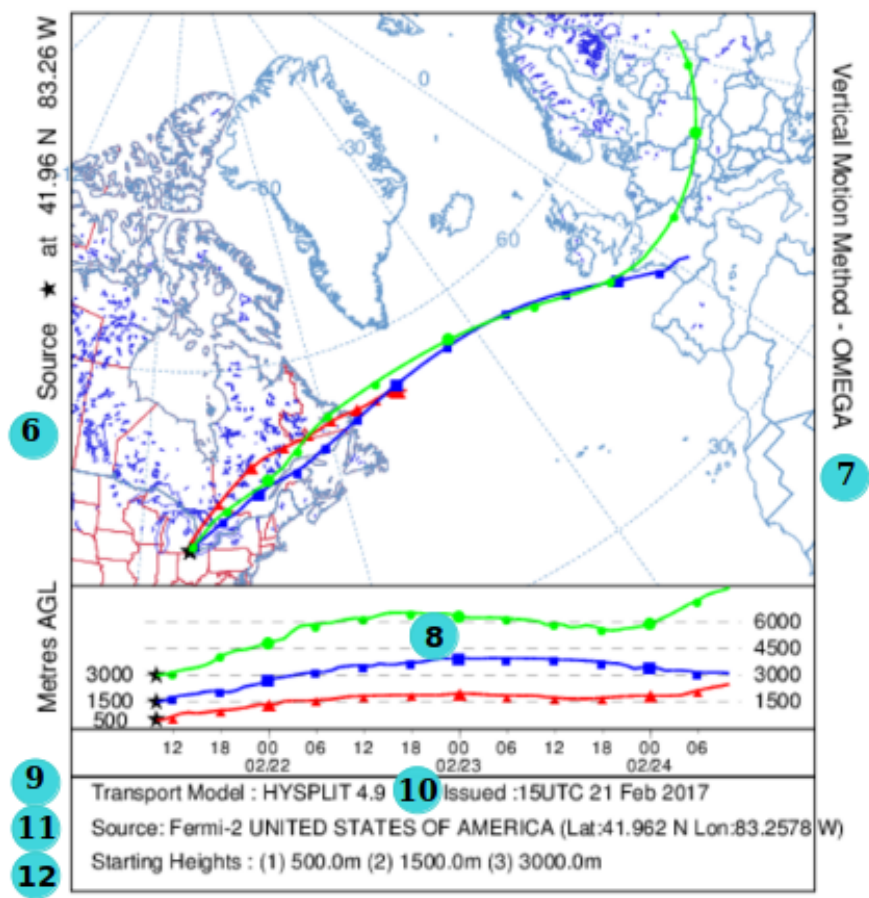 Source ★ at 41.96 N 83.26 W
Vertical Motion Method - OMEGA
0
-30
-60
60
30
6
7
Metres AGL
8
6000
4500
3000 3000
1500 1500
500
12 18 00 06 12 18 00 06 12 18 00 06
02/22 02/23 02/24
9
Transport Model : HYSPLIT 4.9 10 Issued :15UTC 21 Feb 2017
11 Source: Fermi-2 UNITED STATES OF AMERICA (Lat:41.962 N Lon:83.2578 W)
12 Starting Heights : (1) 500.0m (2) 1500.0m (3) 3000.0m